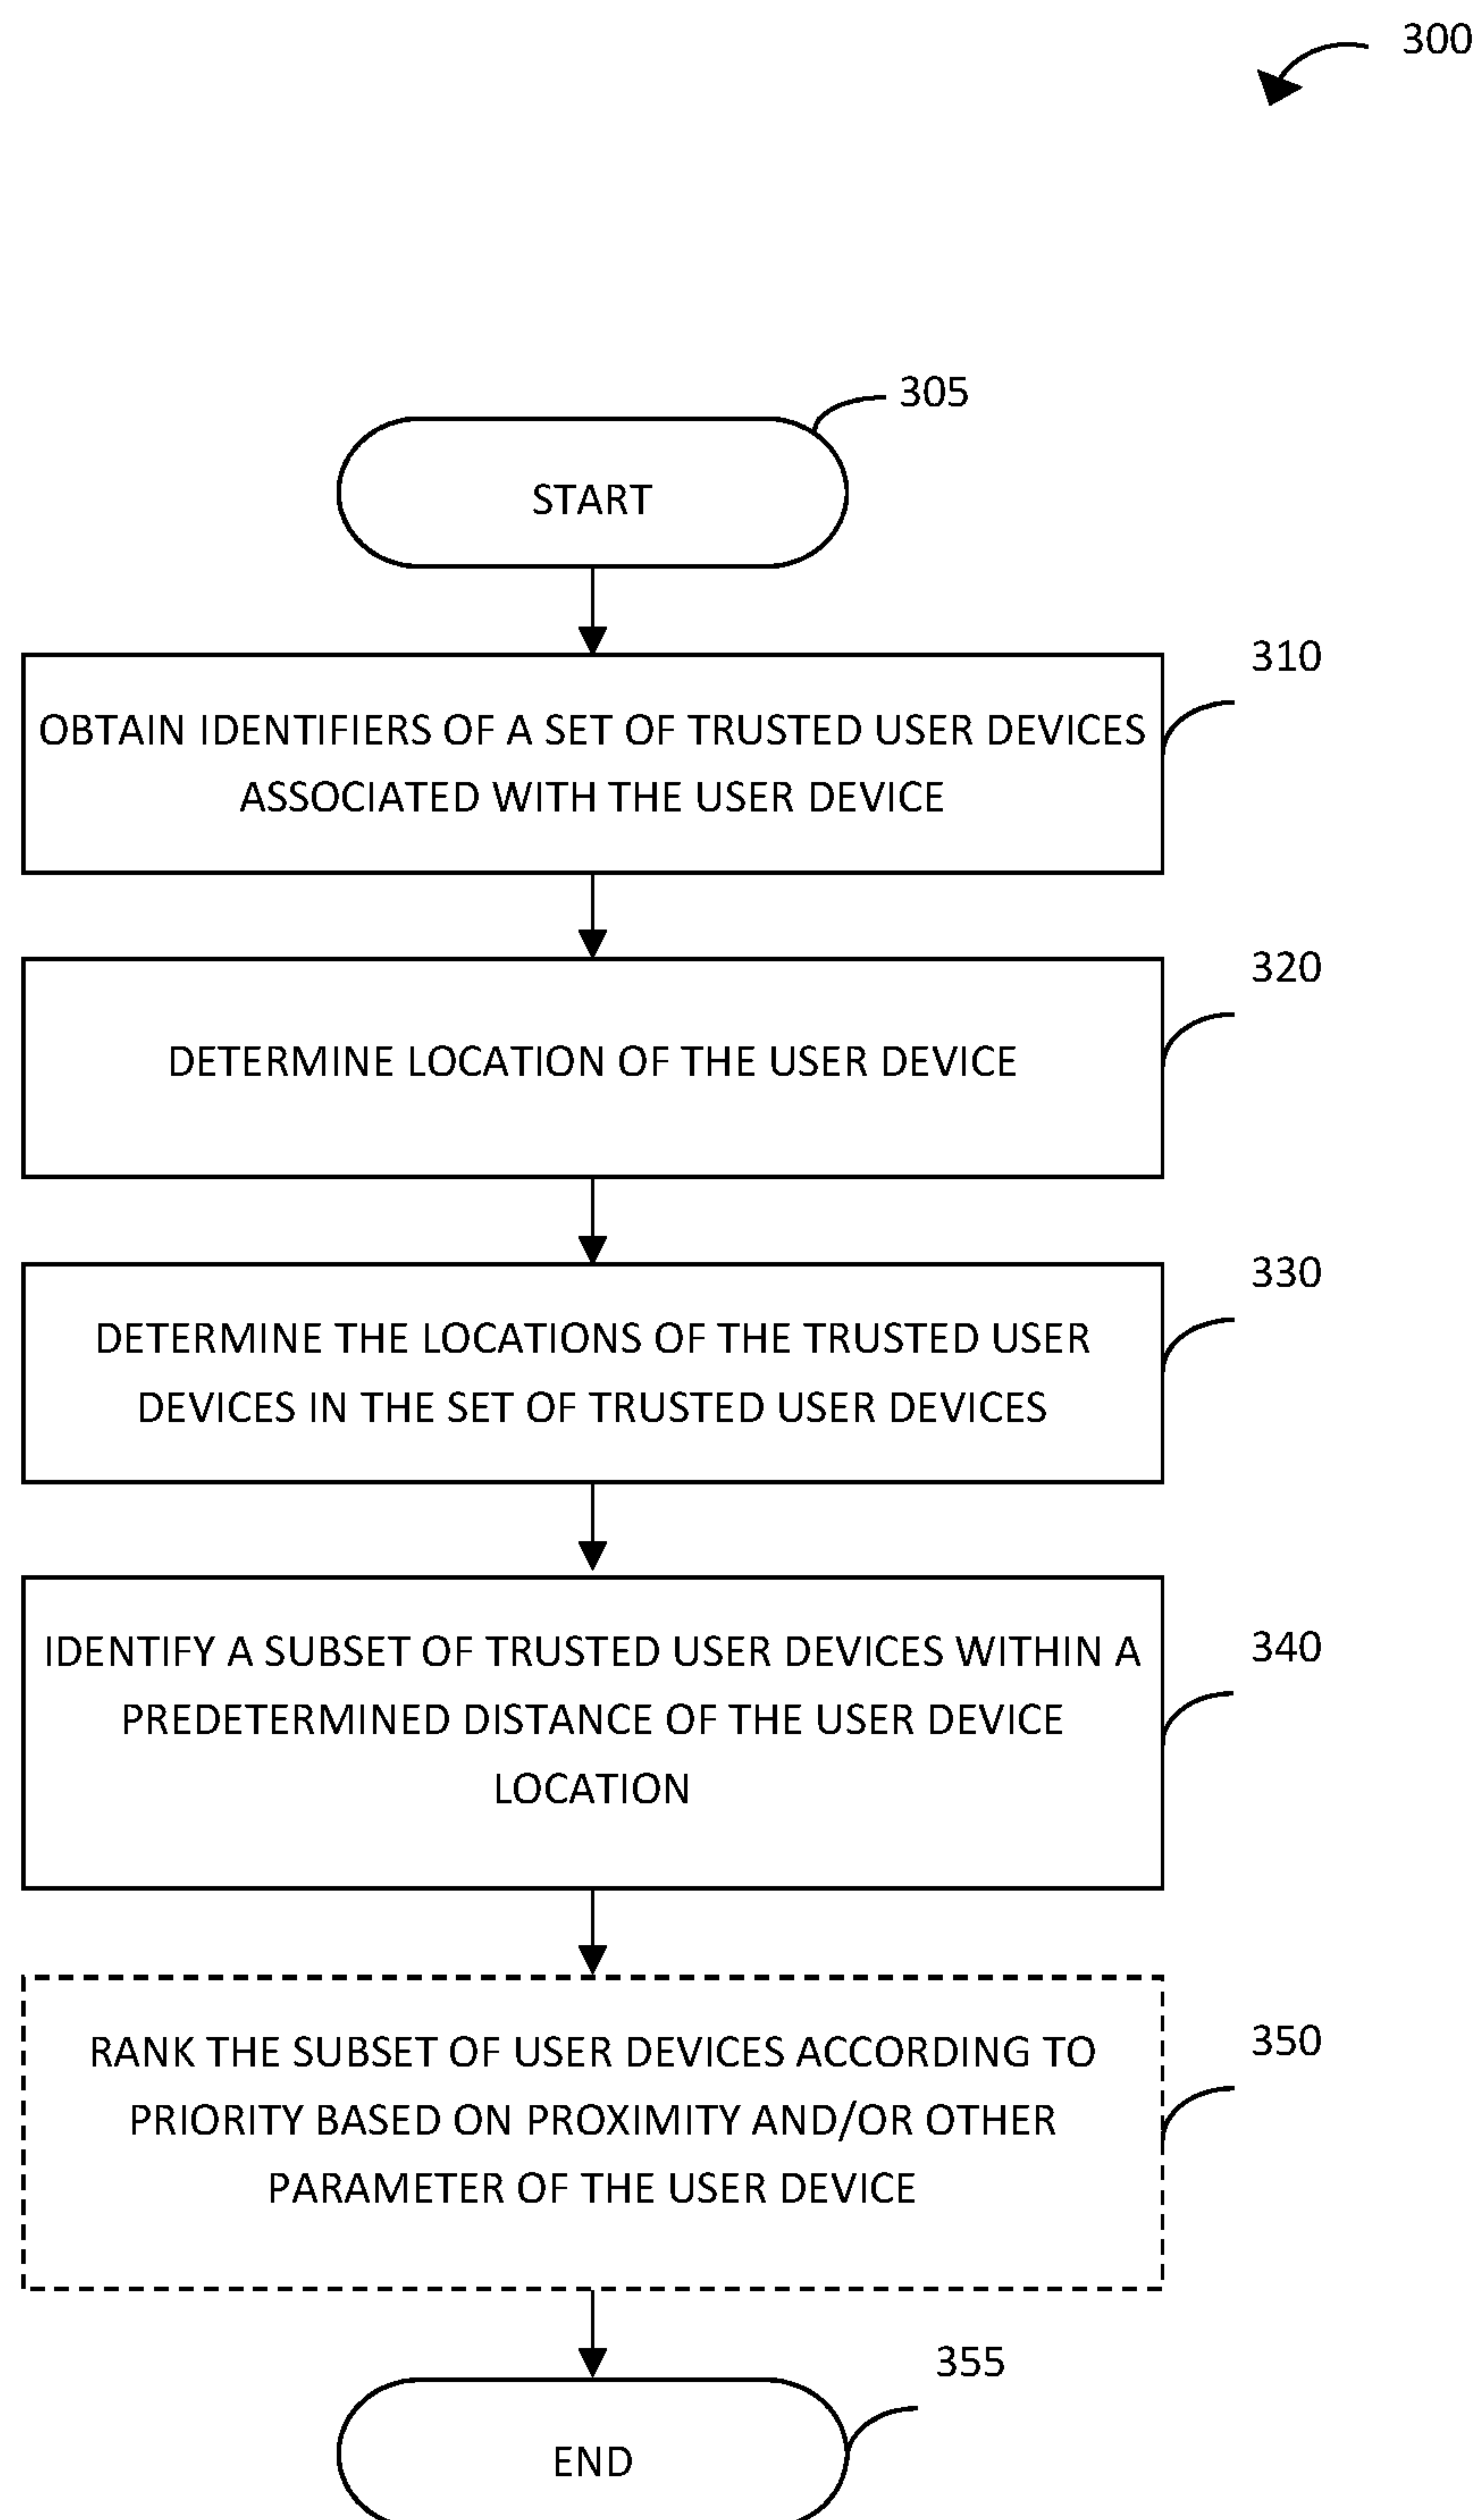 300
305
START
310
OBTAIN IDENTIFIERS OF A SET OF TRUSTED USER DEVICES
ASSOCIATED WITH THE USER DEVICE
320
DETERMINE LOCATION OF THE USER DEVICE
330
DETERMINE THE LOCATIONS OF THE TRUSTED USER
DEVICES IN THE SET OF TRUSTED USER DEVICES
340
IDENTIFY A SUBSET OF TRUSTED USER DEVICES WITHIN A
PREDETERMINED DISTANCE OF THE USER DEVICE
LOCATION
350
RANK THE SUBSET OF USER DEVICES ACCORDING TO
PRIORITY BASED ON PROXIMITY AND/OR OTHER
PARAMETER OF THE USER DEVICE
355
END